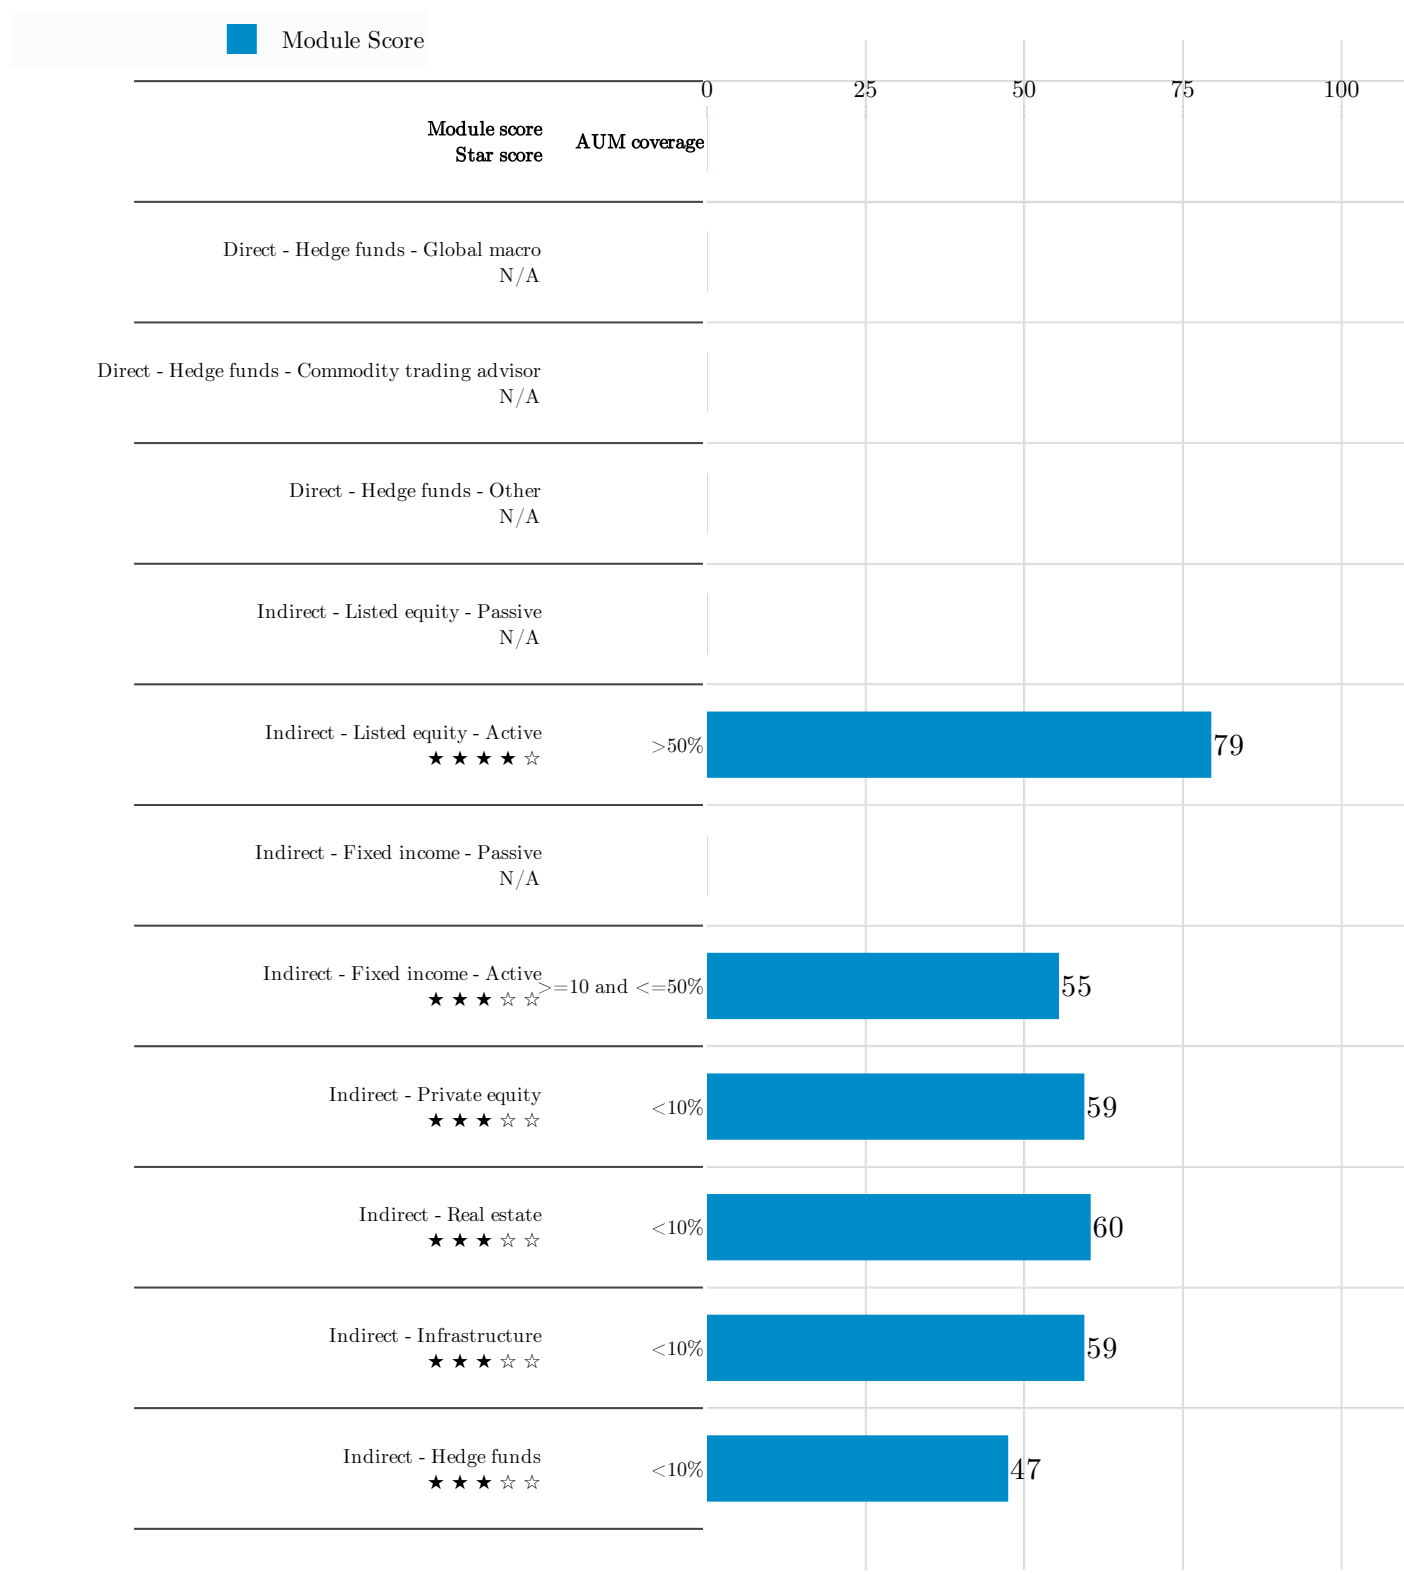 Module Score
0 25 50 75 100
Module score
Star score
AUM coverage
Direct - Hedge funds - Global macro
N/A
Direct - Hedge funds - Commodity trading advisor
N/A
Direct - Hedge funds - Other
N/A
Indirect - Listed equity - Passive
N/A
Indirect - Listed equity - Active
★ ★ ★ ★ ☆
>50%
79
Indirect - Fixed income - Passive
N/A
Indirect - Fixed income - Active
★ ★ ★ ☆ ☆
>=10 and <=50%
55
Indirect - Private equity
★ ★ ★ ☆ ☆
<10%
59
Indirect - Real estate
★ ★ ★ ☆ ☆
<10%
60
Indirect - Infrastructure
★ ★ ★ ☆ ☆
<10%
59
Indirect - Hedge funds
★ ★ ★ ☆ ☆
<10%
47